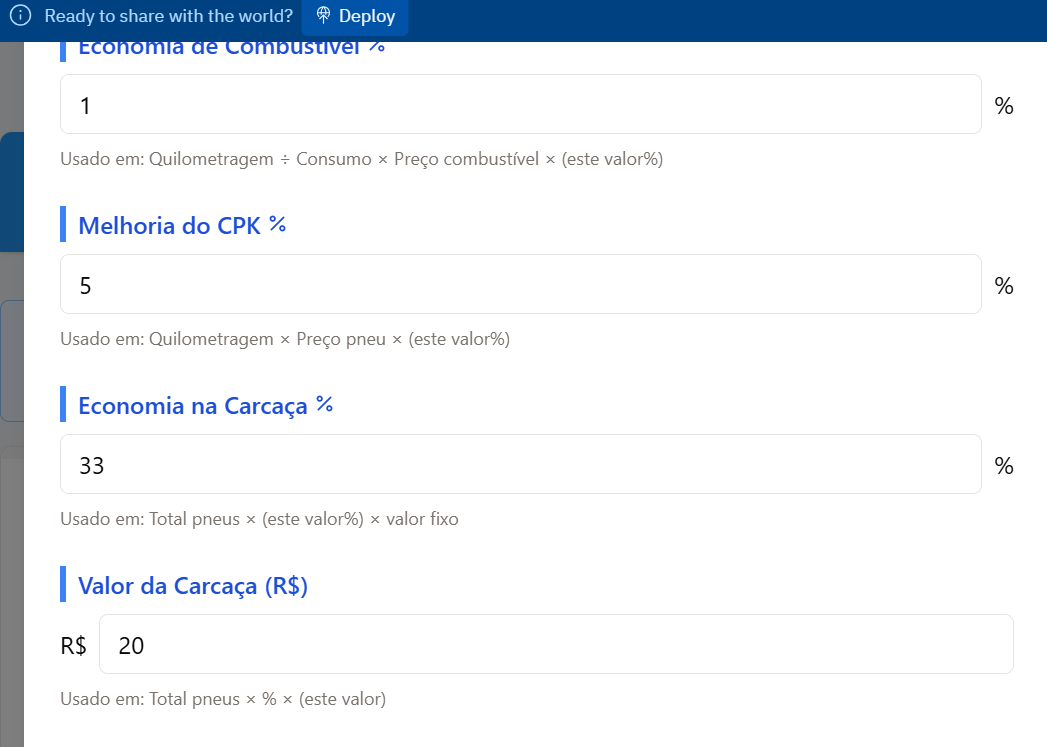 Ready to share with the world? Deploy
Economia de Combustível %
1 %
Usado em: Quilometragem ÷ Consumo × Preço combustível × (este valor%)
Melhoria do CPK %
5 %
Usado em: Quilometragem × Preço pneu × (este valor%)
Economia na Carcaça %
33 %
Usado em: Total pneus × (este valor%) × valor fixo
Valor da Carcaça (R$)
R$ 20
Usado em: Total pneus × % × (este valor)